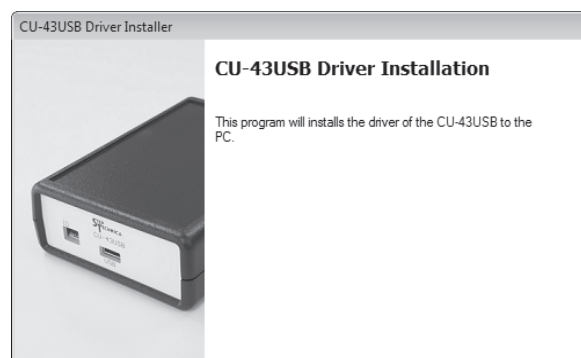 CU-43USB Driver Installer
CU-43USB Driver Installation
This program will installs the driver of the CU-43USB to the
PC.
CU-43USB
USB